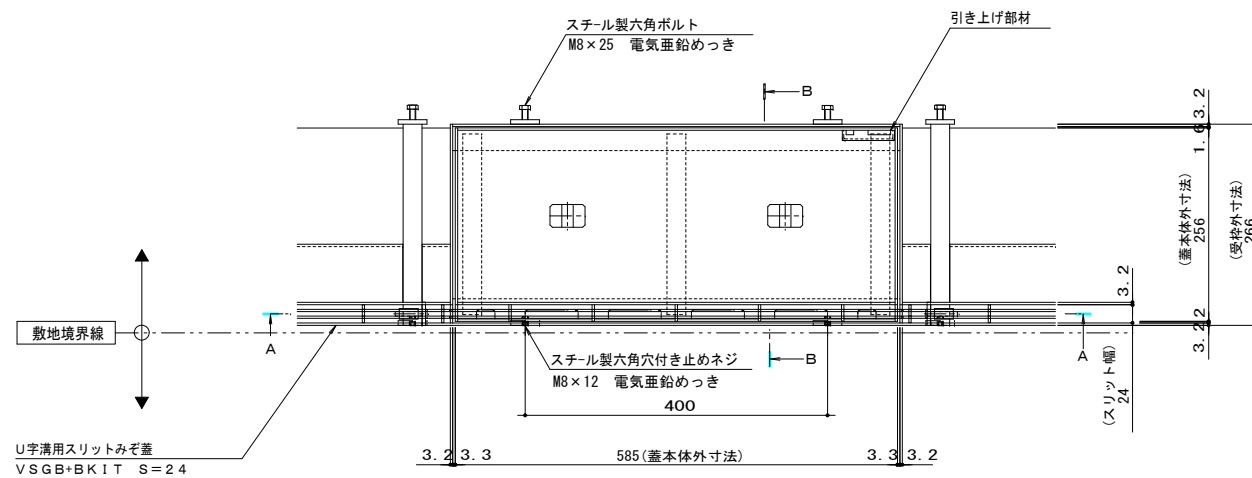 スチール製六角ボルト
M8×25 電気亜鉛めっき
引き上げ部材
B
3.2
1.6
(蓋本体外寸法)
256
(受枠外寸法)
266
3.2
敷地境界線
A
A
スチール製六角穴付き止めネジ
M8×12 電気亜鉛めっき
B
3.2
2
(スリット幅)
24
400
U字溝用スリットみぞ蓋
VSGB+BKIT S=24
3.2
3.3
585(蓋本体外寸法)
3.3
3.2